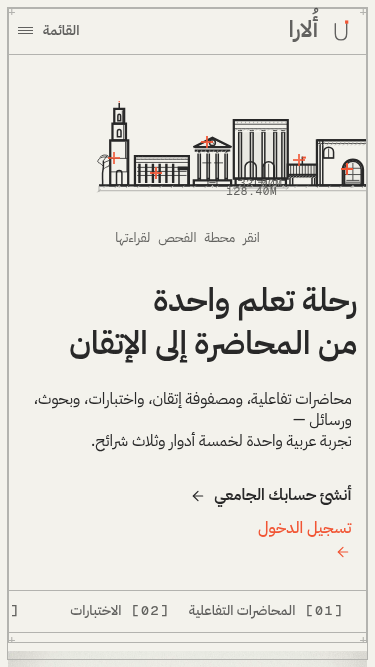 ألارا
القائمة
128.40M
انقر محطة الفحص لقراءتها
رحلة تعلم واحدة
من المحاضرة إلى الإتقان
محاضرات تفاعلية، ومصفوفة إتقان، واختبارات، وبحوث،
ورسائل —
تجربة عربية واحدة لخمسة أدوار وثلاث شرائح.
أنشئ حسابك الجامعي ←
تسجيل الدخول
←
[01] المحاضرات التفاعلية [02] الاختبارات ]